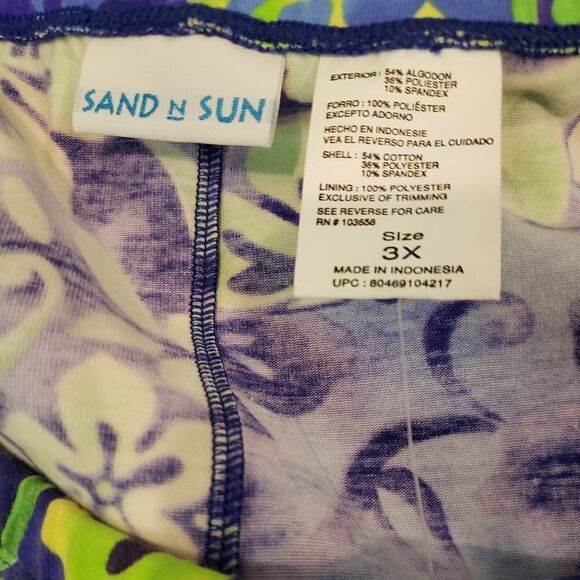 SAND N SUN
EXTERIOR : 54% ALGODON
36% POLIESTER
10% SPANDEX
FORRO : 100% POLIÉSTER
EXCEPTO ADORNO
HECHO EN INDONESIE
VEA EL REVERSO PARA EL CUIDADO
SHELL : 54% COTTON
36% POLYESTER
10% SPANDEX
LINING : 100% POLYESTER
EXCLUSIVE OF TRIMMING
SEE REVERSE FOR CARE
RN # 103658
Size
3X
MADE IN INDONESIA
UPC : 80469104217